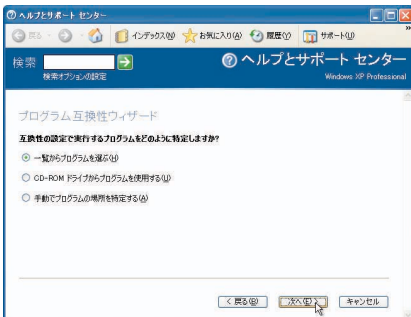 ヘルプとサポート センター
戻る インデックス(N) お気に入り(A) 履歴(Y) サポート(U) »
検索
検索オプションの設定
ヘルプとサポート センター
Windows XP Professional
プログラム互換性ウィザード
互換性の設定で実行するプログラムをどのように特定しますか?
一覧からプログラムを選ぶ(H)
CD-ROM ドライブからプログラムを使用する(U)
手動でプログラムの場所を特定する(A)
< 戻る(B) 次へ(E) > キャンセル